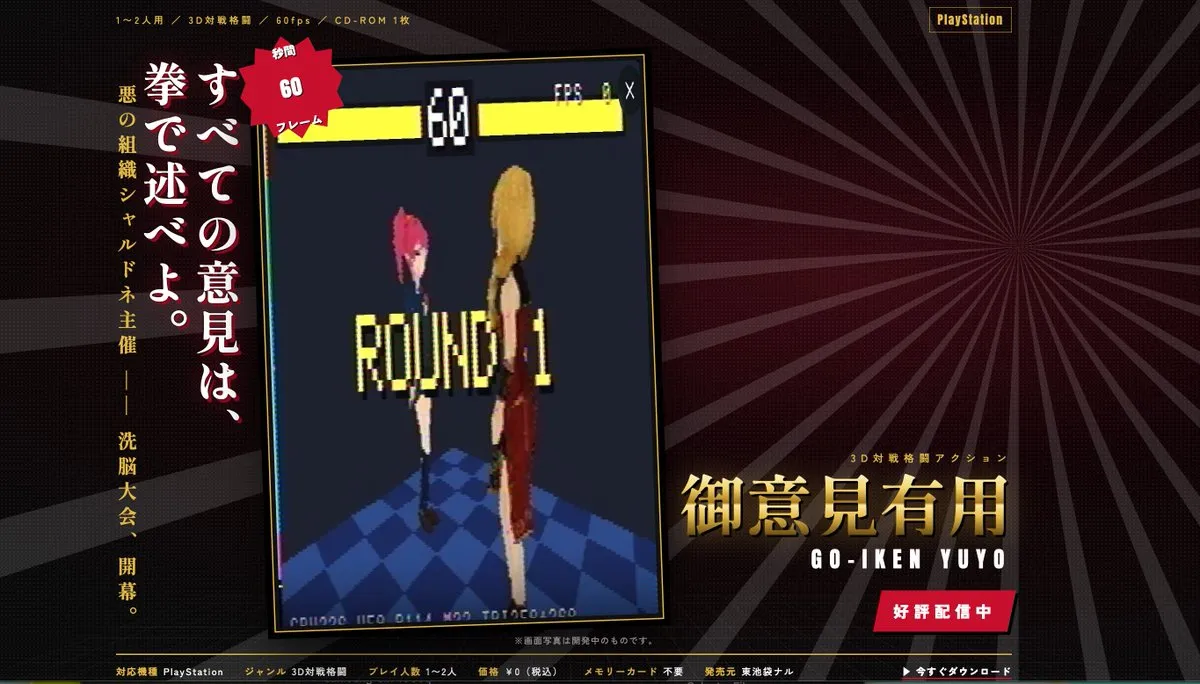 1〜2人用 ／ 3D対戦格闘 ／ 60fps ／ CD-ROM 1枚
PlayStation
すべての意見は、
拳で述べよ。
悪の組織シャルドネ主催 ―― 洗脳大会、開幕。
秒間
60
フレーム
60
FPS 0
X
ROUND 1
※画面写真は開発中のものです。
3D対戦格闘アクション
御意見有用
GO-IKEN YUYO
好評配信中
対応機種 PlayStation ジャンル 3D対戦格闘 プレイ人数 1〜2人 価格 ¥0（税込） メモリーカード 不要 発売元 東池袋ナル
▶ 今すぐダウンロード